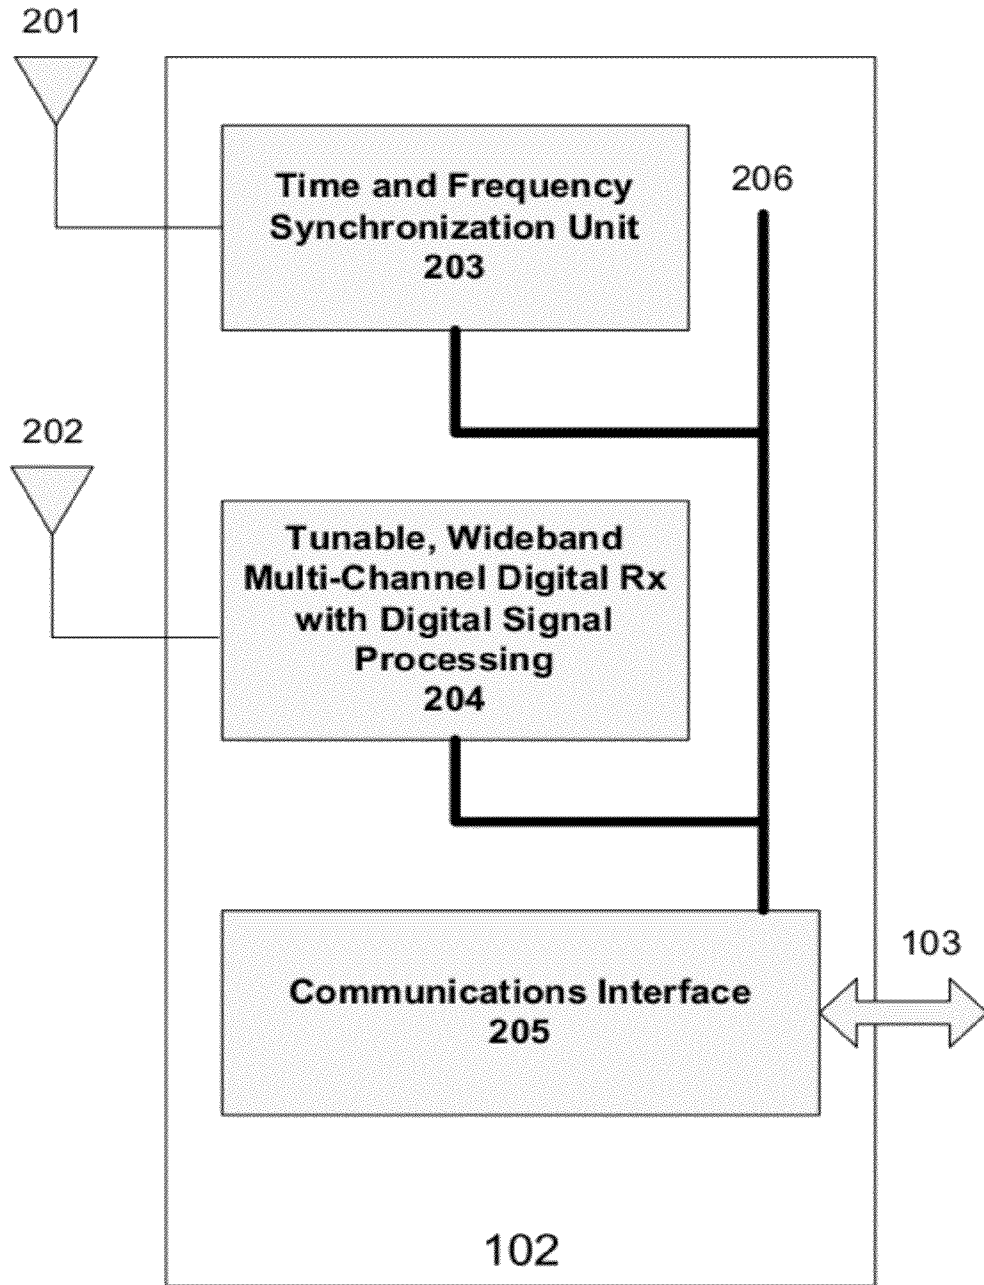 201
Time and Frequency
Synchronization Unit
203
206
202
Tunable, Wideband
Multi-Channel Digital Rx
with Digital Signal
Processing
204
103
Communications Interface
205
102